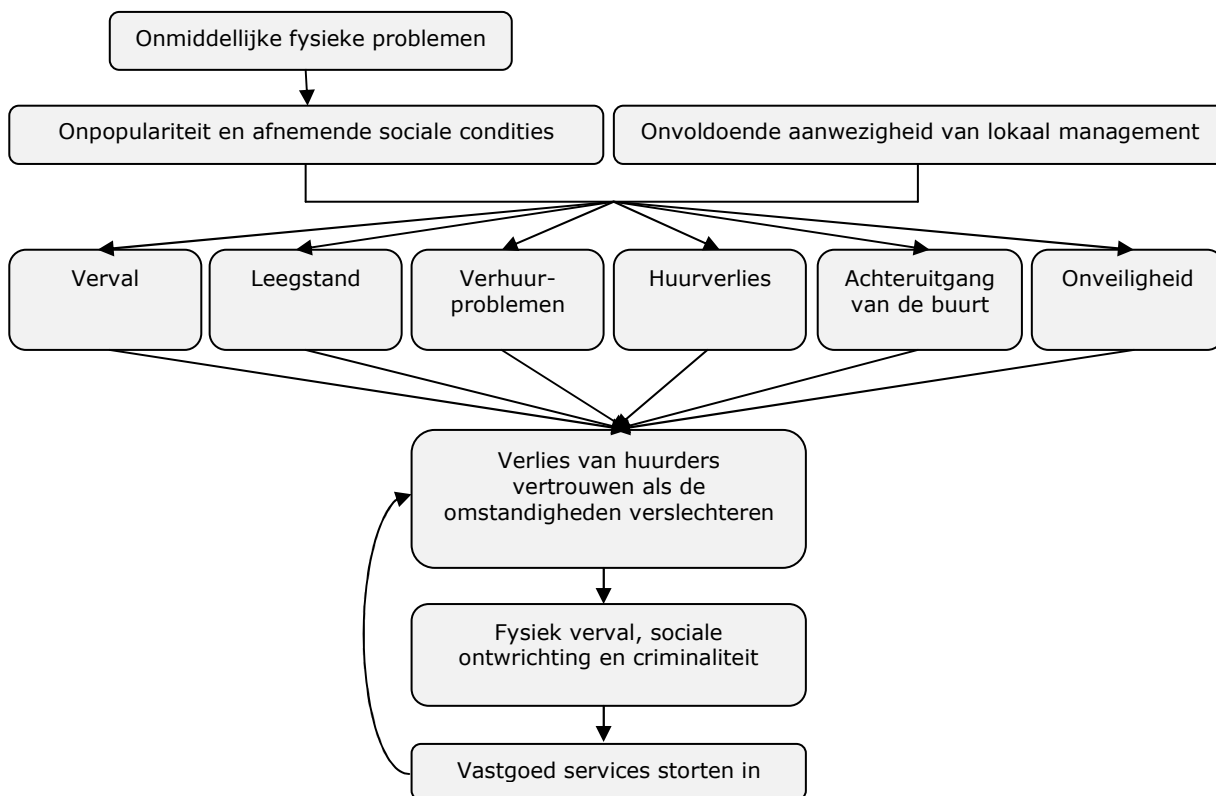 Onmiddellijke fysieke problemen
Onpopulariteit en afnemende sociale condities
Onvoldoende aanwezigheid van lokaal management
Verval
Leegstand
Verhuur-
problemen
Huurverlies
Achteruitgang
van de buurt
Onveiligheid
Verlies van huurders
vertrouwen als de
omstandigheden verslechteren
Fysiek verval, sociale
ontwrichting en criminaliteit
Vastgoed services storten in